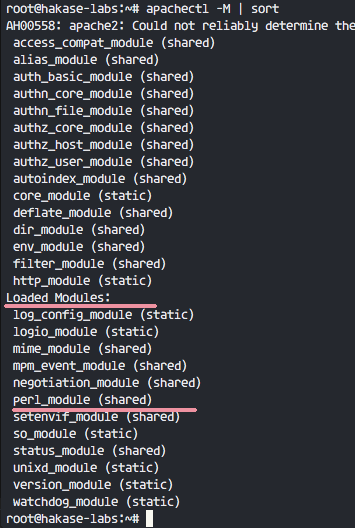 root@hakase-labs:~# apachectl -M | sort
AH00558: apache2: Could not reliably determine the
access_compat_module (shared)
alias_module (shared)
auth_basic_module (shared)
authn_core_module (shared)
authn_file_module (shared)
authz_core_module (shared)
authz_host_module (shared)
authz_user_module (shared)
autoindex_module (shared)
core_module (static)
deflate_module (shared)
dir_module (shared)
env_module (shared)
filter_module (shared)
http_module (static)
Loaded Modules:
log_config_module (static)
logio_module (static)
mime_module (shared)
mpm_event_module (shared)
negotiation_module (shared)
perl_module (shared)
setenvif_module (shared)
so_module (static)
status_module (shared)
unixd_module (static)
version_module (static)
watchdog_module (static)
root@hakase-labs:~#